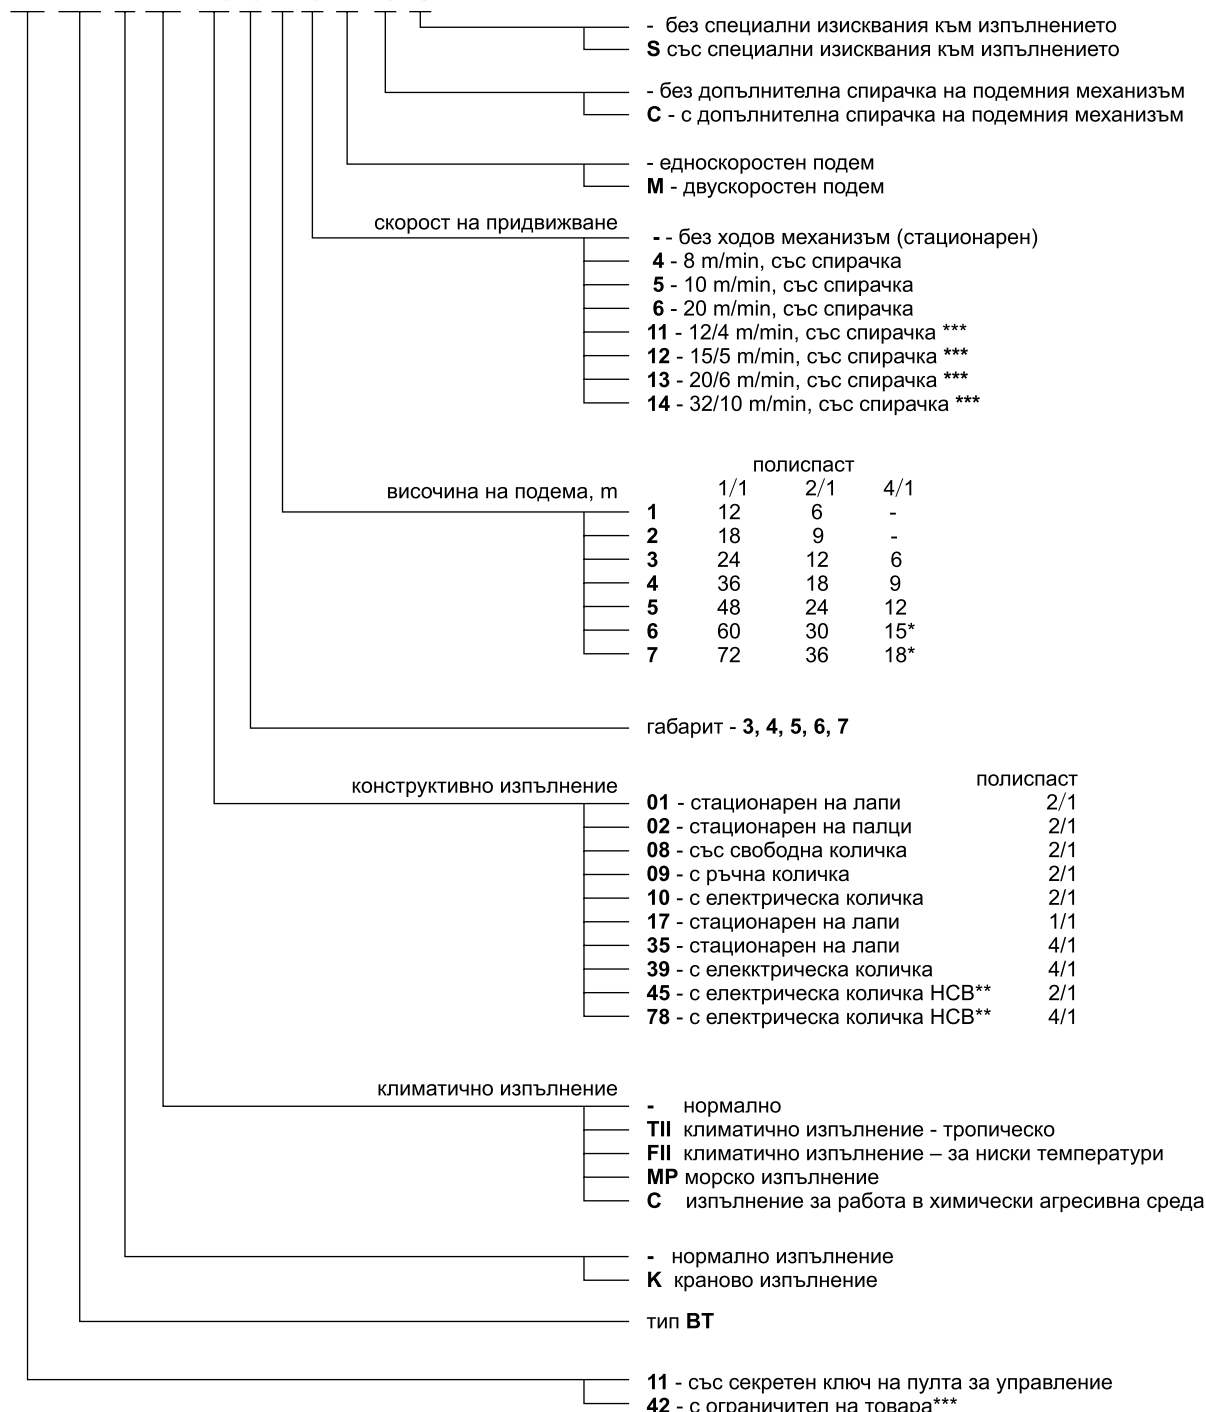 - без специални изисквания към изпълнението
S със специални изисквания към изпълнението
- без допълнителна спирачка на подемния механизъм
C - с допълнителна спирачка на подемния механизъм
- едноскоростен подем
M - двускоростен подем
скорост на придвижване
- - без ходов механизъм (стационарен)
4 - 8 m/min, със спирачка
5 - 10 m/min, със спирачка
6 - 20 m/min, със спирачка
11 - 12/4 m/min, със спирачка ***
12 - 15/5 m/min, със спирачка ***
13 - 20/6 m/min, със спирачка ***
14 - 32/10 m/min, със спирачка ***
полиспаст
височина на подема, m 1/1 2/1 4/1
1 12 6 -
2 18 9 -
3 24 12 6
4 36 18 9
5 48 24 12
6 60 30 15*
7 72 36 18*
габарит - 3, 4, 5, 6, 7
конструктивно изпълнение полиспаст
01 - стационарен на лапи 2/1
02 - стационарен на палци 2/1
08 - със свободна количка 2/1
09 - с ръчна количка 2/1
10 - с електрическа количка 2/1
17 - стационарен на лапи 1/1
35 - стационарен на лапи 4/1
39 - с елекктрическа количка 4/1
45 - с електрическа количка НСВ** 2/1
78 - с електрическа количка НСВ** 4/1
климатично изпълнение
- нормално
TII климатично изпълнение - тропическо
FII климатично изпълнение – за ниски температури
MP морско изпълнение
C изпълнение за работа в химически агресивна среда
- нормално изпълнение
K краново изпълнение
тип BT
11 - със секретен ключ на пулта за управление
42 - с ограничител на товара***